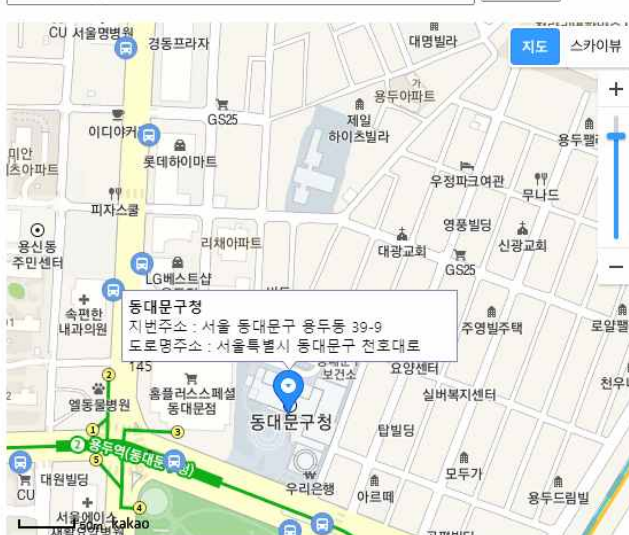 CU 서울명병원
경동프라자
대명빌라
지도
스카이뷰
가
용두아파트
GS25
제일
하이츠빌라
이디야커
롯데하이마트
미안
용두팰
우정파크여관
무나드
피자스쿨
영풍빌딩
용신동
주민센터
리채아파트
대광교회
신광교회
GS25
LG베스트샵
속편한
내과의원
동대문구청
지번주소 : 서울 동대문구 용두동 39-9
도로명주소 : 서울특별시 동대문구 천호대로
145
주영빌주택
로얄팰
보건소
요양센터
2
홈플러스스페셜
동대문점
실버복지센터
천우
엘동물병원
동대문구청
탑빌딩
1
3
2 용두역(동대문
5
대원빌딩
CU
우리은행
아르떼
모두가
용두드림빌
4
서울에이스
50m
kakao